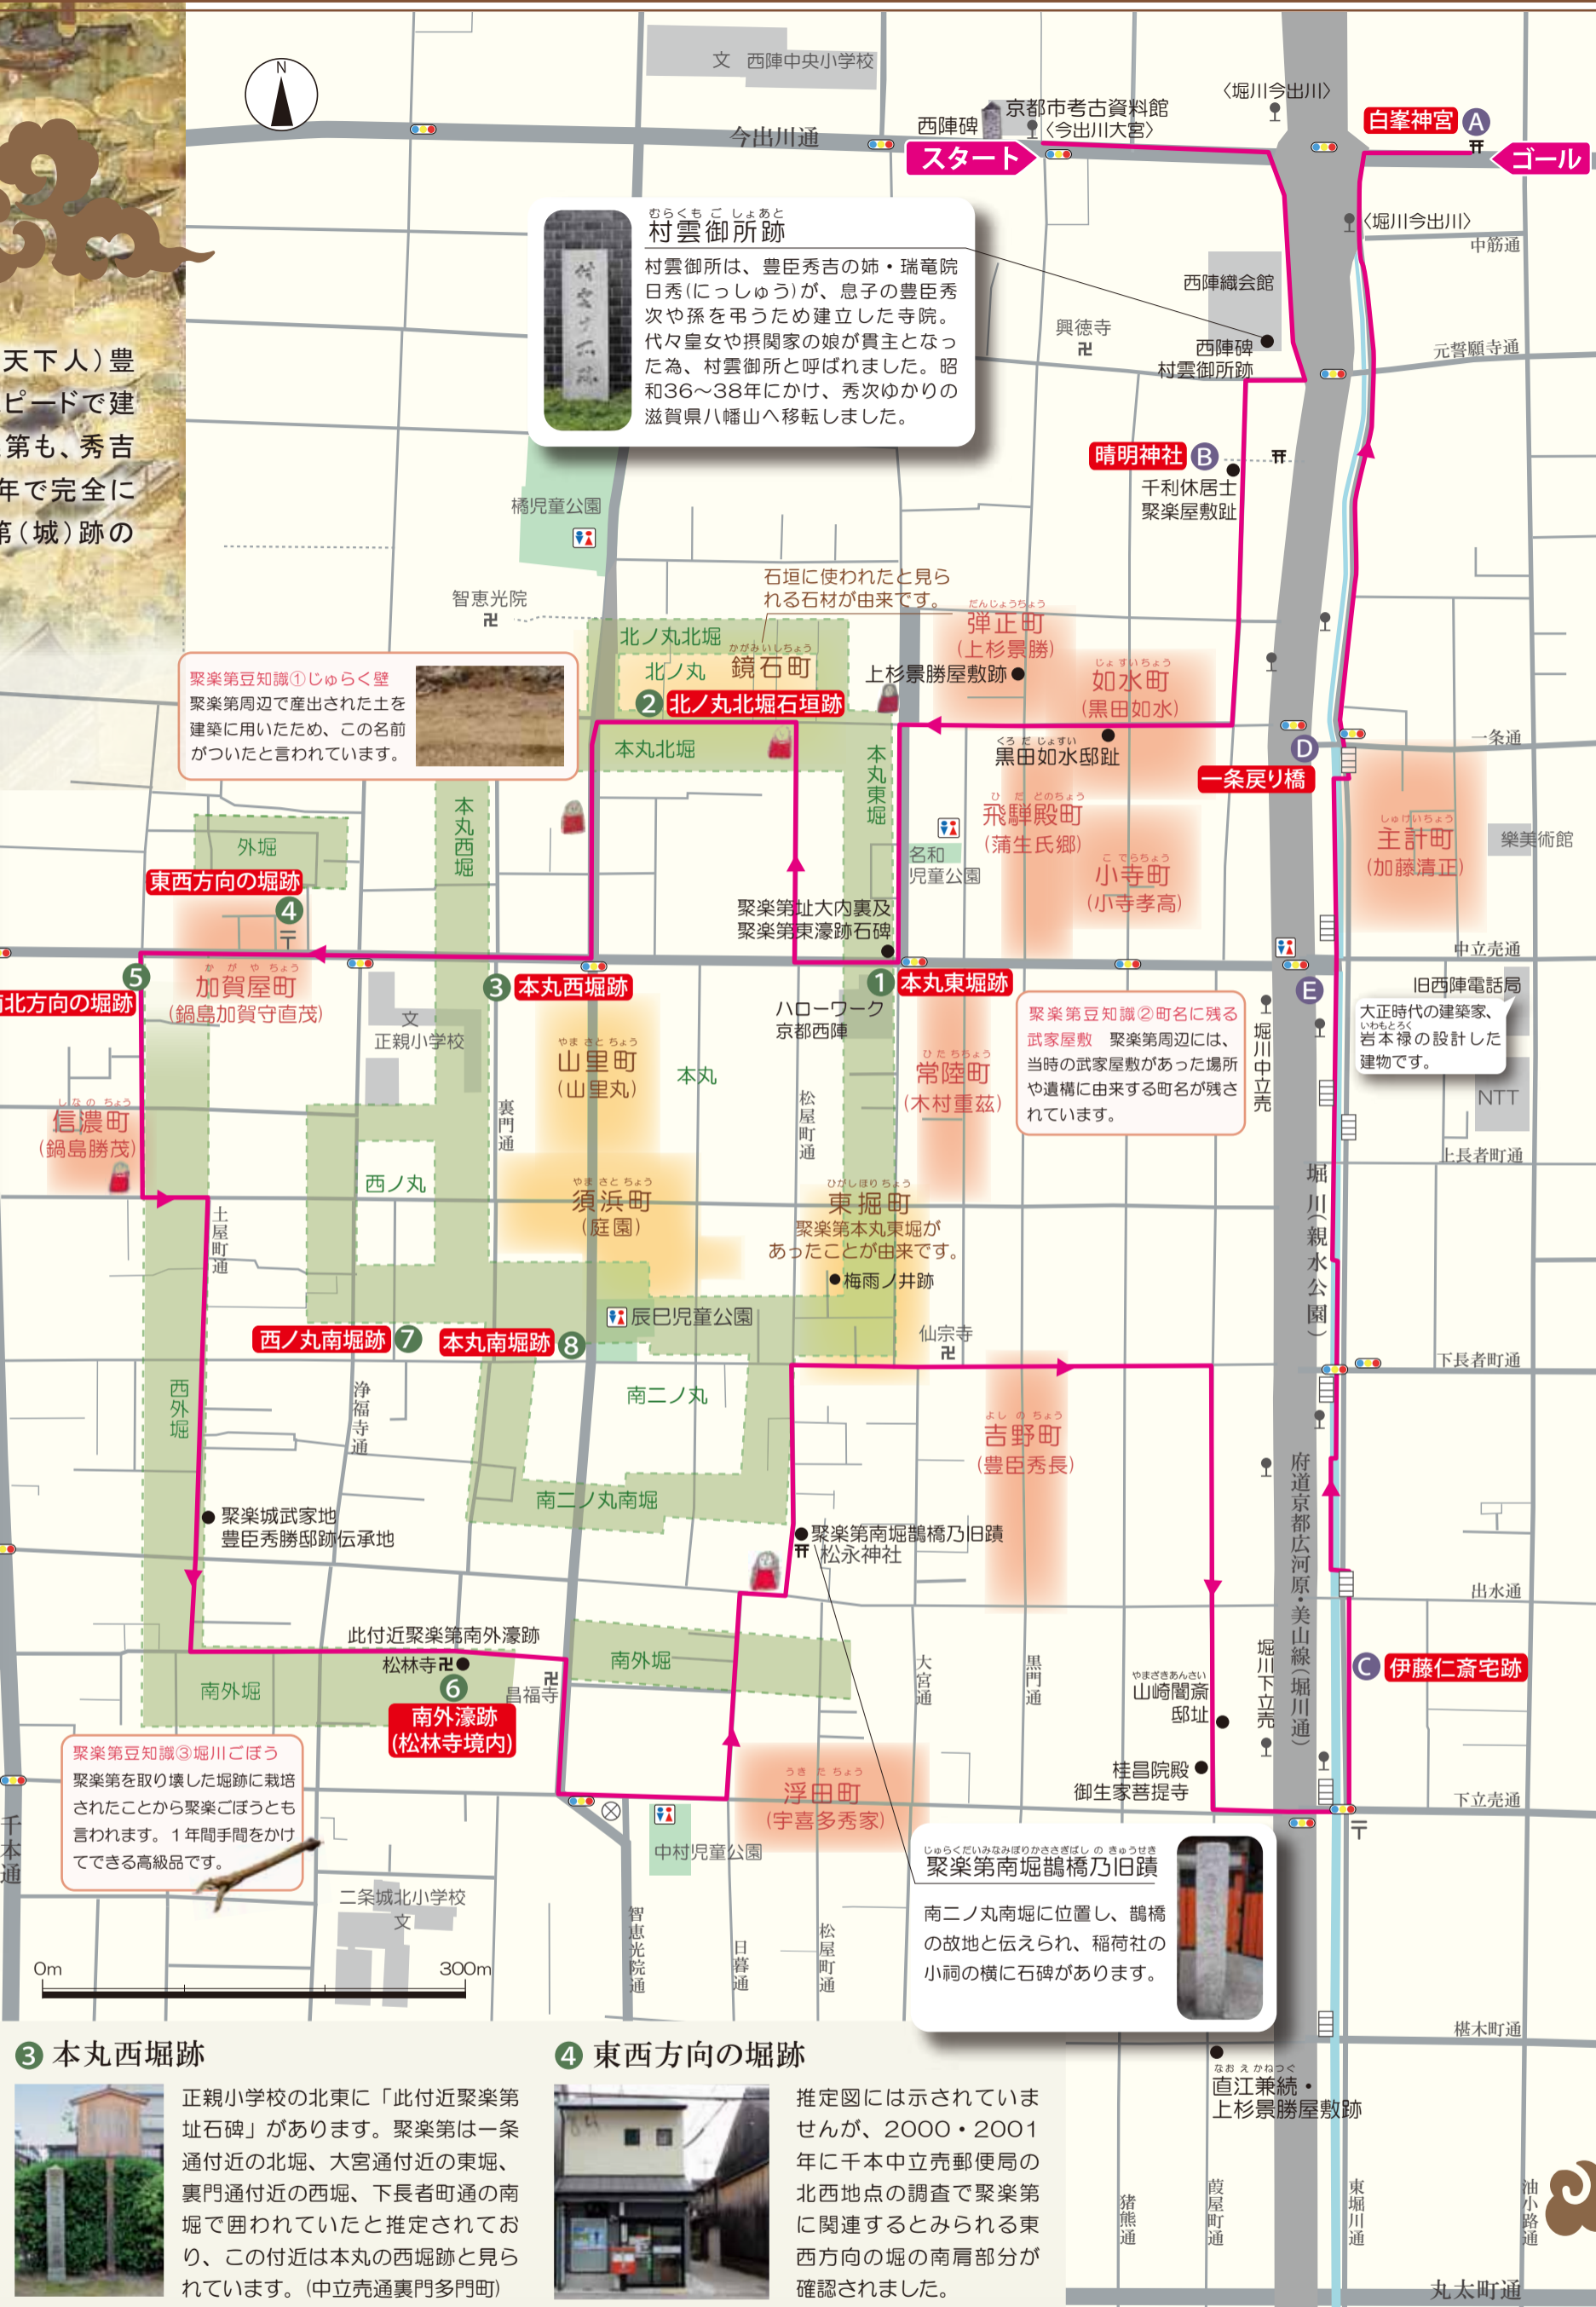 N
文 西陣中央小学校
〈堀川今出川〉
京都市考古資料館
西陣碑
〈今出川大宮〉
白峯神宮 A
今出川通
スタート
ゴール
〈堀川今出川〉
中筋通
むらくも ご しょあと
村雲御所跡
村雲御所は、豊臣秀吉の姉・瑞竜院
日秀(にっしゅう)が、息子の豊臣秀
次や孫を弔うため建立した寺院。
代々皇女や摂関家の娘が貫主となっ
た為、村雲御所と呼ばれました。昭
和36〜38年にかけ、秀次ゆかりの
滋賀県八幡山へ移転しました。
西陣織会館
興徳寺
西陣碑
村雲御所跡
元誓願寺通
天下人）豊
ピードで建
第も、秀吉
年で完全に
第（城）跡の
晴明神社 B
千利休居士
聚楽屋敷趾
橘児童公園
智恵光院
石垣に使われたと見ら
れる石材が由来です。
北ノ丸北堀
かがみいしちょう
北ノ丸 鏡石町
だんじょうちょう
弾正町
(上杉景勝)
上杉景勝屋敷跡
じょ すいちょう
如水町
(黒田如水)
2 北ノ丸北堀石垣跡
聚楽第豆知識①じゅらく壁
聚楽第周辺で産出された土を
建築に用いたため、この名前
がついたと言われています。
本丸北堀
本丸東堀
くろ だ じょすい
黒田如水邸趾
D
一条戻り橋
一条通
本丸西堀
ひ だ どのちょう
飛騨殿町
(蒲生氏郷)
こ でらちょう
小寺町
(小寺孝高)
しゅけいちょう
主計町
(加藤清正)
樂美術館
名和
児童公園
外堀
東西方向の堀跡
4
聚楽第址大内裏及
聚楽第東濠跡石碑
中立売通
5
南北方向の堀跡
か が や ちょう
加賀屋町
(鍋島加賀守直茂)
3 本丸西堀跡
1 本丸東堀跡
E
旧西陣電話局
大正時代の建築家、
いわもとろく
岩本禄の設計した
建物です。
ハローワーク
京都西陣
聚楽第豆知識②町名に残る
武家屋敷 聚楽第周辺には、
当時の武家屋敷があった場所
や遺構に由来する町名が残さ
れています。
堀川中立売
文
正親小学校
やま さと ちょう
山里町
(山里丸)
本丸
ひた ちちょう
常陸町
(木村重茲)
NTT
しな の ちょう
信濃町
(鍋島勝茂)
裏門通
松屋町通
上長者町通
西ノ丸
やま さと ちょう
須浜町
(庭園)
ひがしほり ちょう
東堀町
聚楽第本丸東堀が
あったことが由来です。
梅雨ノ井跡
堀川（親水公園）
土屋町通
辰巳児童公園
仙宗寺
西ノ丸南堀跡 7
本丸南堀跡 8
下長者町通
西外堀
浄福寺通
南二ノ丸
よし の ちょう
吉野町
(豊臣秀長)
府道京都広河原・美山線（堀川通）
南二ノ丸南堀
聚楽城武家地
豊臣秀勝邸跡伝承地
聚楽第南堀鵲橋乃旧蹟
松永神社
出水通
此付近聚楽第南外濠跡
松林寺
6
南外濠跡
(松林寺境内)
昌福寺
南外堀
南外堀
大宮通
黒門通
やまざきあんさい
山崎闇斎
邸址
堀川下立売
C 伊藤仁斎宅跡
桂昌院殿
御生家菩提寺
下立売通
聚楽第豆知識③堀川ごぼう
聚楽第を取り壊した堀跡に栽培
されたことから聚楽ごぼうとも
言われます。1年間手間をかけ
てできる高級品です。
うき た ちょう
浮田町
(宇喜多秀家)
中村児童公園
千本通
二条城北小学校
文
智恵光院通
日暮通
松屋町通
じゅらくだいみなみぼりかささぎばし の きゅうせき
聚楽第南堀鵲橋乃旧蹟
南二ノ丸南堀に位置し、鵲橋
の故地と伝えられ、稲荷社の
小祠の横に石碑があります。
0m 300m
椹木町通
なお え かねつぐ
直江兼続・
上杉景勝屋敷跡
3 本丸西堀跡
正親小学校の北東に「此付近聚楽第
址石碑」があります。聚楽第は一条
通付近の北堀、大宮通付近の東堀、
裏門通付近の西堀、下長者町通の南
堀で囲われていたと推定されてお
り、この付近は本丸の西堀跡と見ら
れています。(中立売通裏門多門町)
4 東西方向の堀跡
推定図には示されていま
せんが、2000・2001
年に千本中立売郵便局の
北西地点の調査で聚楽第
に関連するとみられる東
西方向の堀の南肩部分が
確認されました。
猪熊通
葭屋町通
東堀川通
油小路通
丸太町通